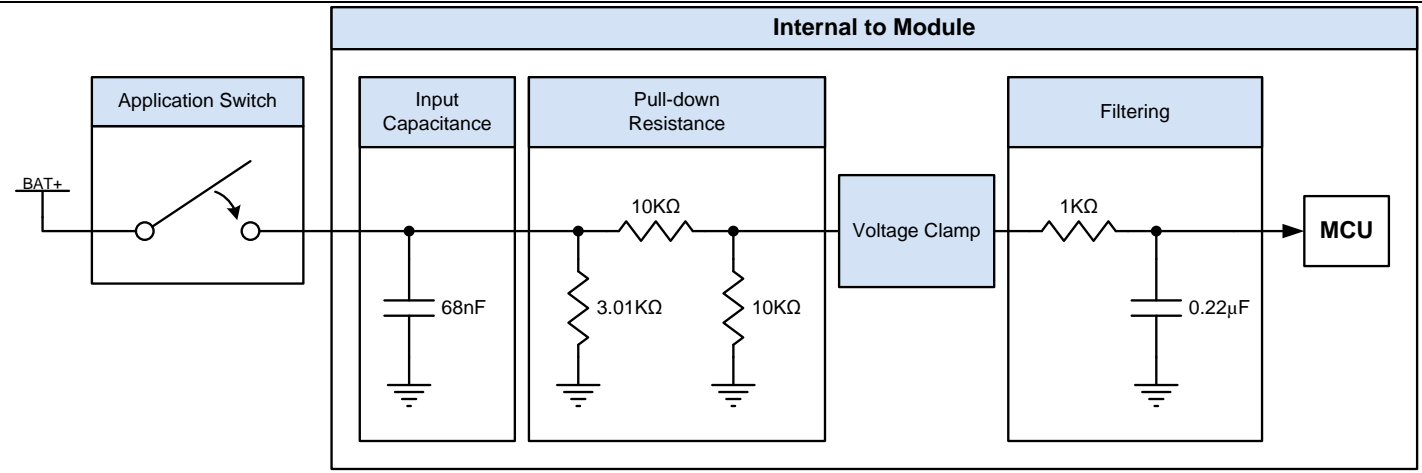 Internal to Module
Application Switch
Input
Capacitance
Pull-down
Resistance
Filtering
BAT+
10KΩ
Voltage Clamp
1KΩ
MCU
68nF
3.01KΩ
10KΩ
0.22μF